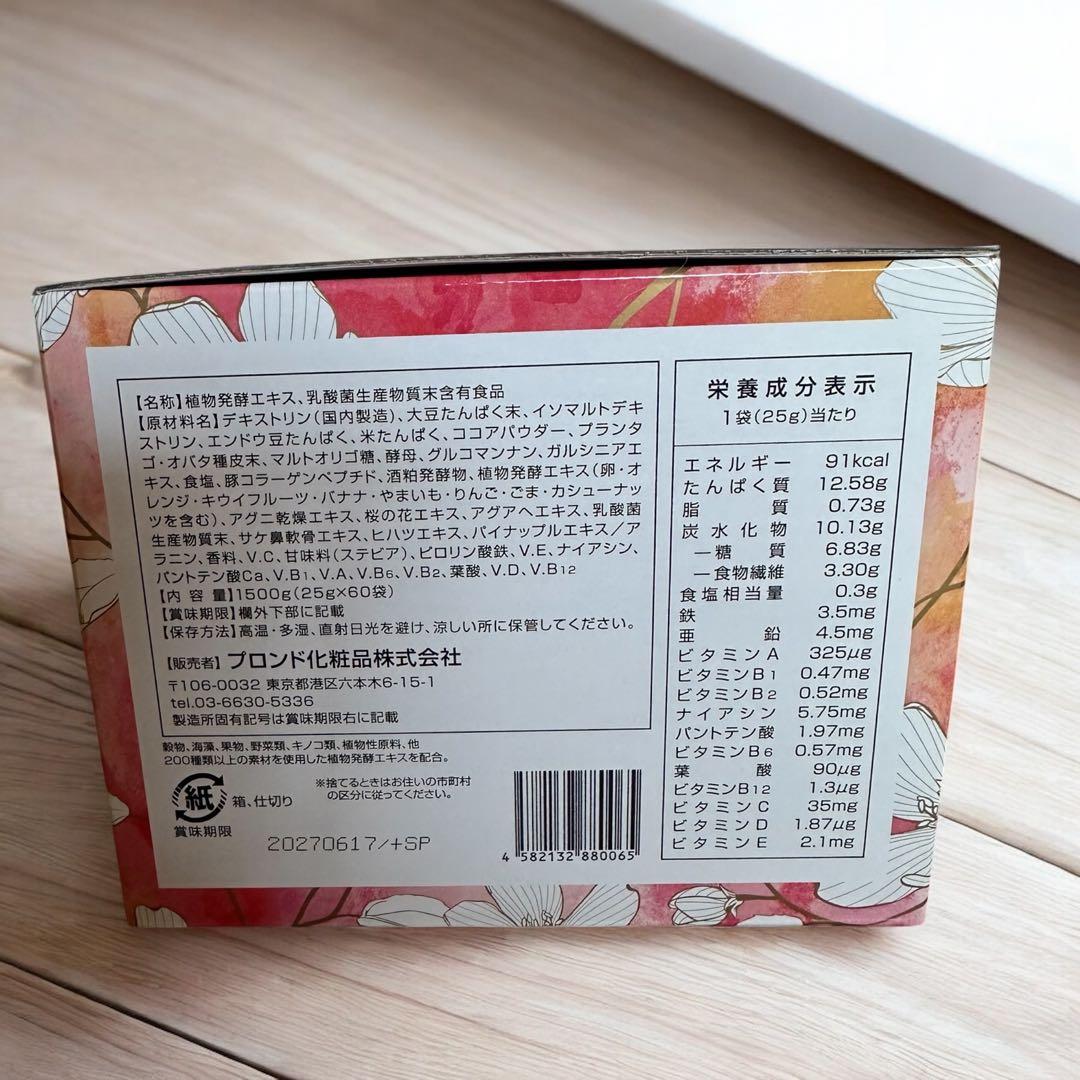 【名称】植物発酵エキス、乳酸菌生産物質末含有食品
【原材料名】デキストリン(国内製造)、大豆たんぱく末、イソマルトデキ
ストリン、エンドウ豆たんぱく、米たんぱく、ココアパウダー、プランタ
ゴ・オバタ種皮末、マルトオリゴ糖、酵母、グルコマンナン、ガルシニアエ
キス、食塩、豚コラーゲンペプチド、酒粕発酵物、植物発酵エキス(卵・オ
レンジ・キウイフルーツ・バナナ・やまいも・りんご・ごま・カシューナッ
ツを含む)、アグニ乾燥エキス、桜の花エキス、アグアヘエキス、乳酸菌
生産物質末、サケ鼻軟骨エキス、ヒハツエキス、パイナップルエキス/ア
ラニン、香料、V.C、甘味料(ステビア)、ピロリン酸鉄、V.E、ナイアシン、
パントテン酸Ca、V.B1、V.A、V.B6、V.B2、葉酸、V.D、V.B12
【内 容 量】1500g(25g×60袋)
【賞味期限】欄外下部に記載
【保存方法】高温・多湿、直射日光を避け、涼しい所に保管してください。
【販売者】 ブロンド化粧品株式会社
〒106-0032 東京都港区六本木6-15-1
tel.03-6630-5336
製造所固有記号は賞味期限右に記載
穀物、海藻、果物、野菜類、キノコ類、植物性原料、他
200種類以上の素材を使用した植物発酵エキスを配合。
紙
箱、仕切り
※捨てるときはお住いの市町村
の区分に従ってください。
賞味期限
20270617/+SP
4 582132 880065
栄養成分表示
1袋(25g)当たり
エネルギー 91kcal
たんぱく質 12.58g
脂 質 0.73g
炭水化物 10.13g
―糖 質 6.83g
―食物繊維 3.30g
食塩相当量 0.3g
鉄 3.5mg
亜 鉛 4.5mg
ビタミンA 325μg
ビタミンB1 0.47mg
ビタミンB2 0.52mg
ナイアシン 5.75mg
パントテン酸 1.97mg
ビタミンB6 0.57mg
葉 酸 90μg
ビタミンB12 1.3μg
ビタミンC 35mg
ビタミンD 1.87μg
ビタミンE 2.1mg